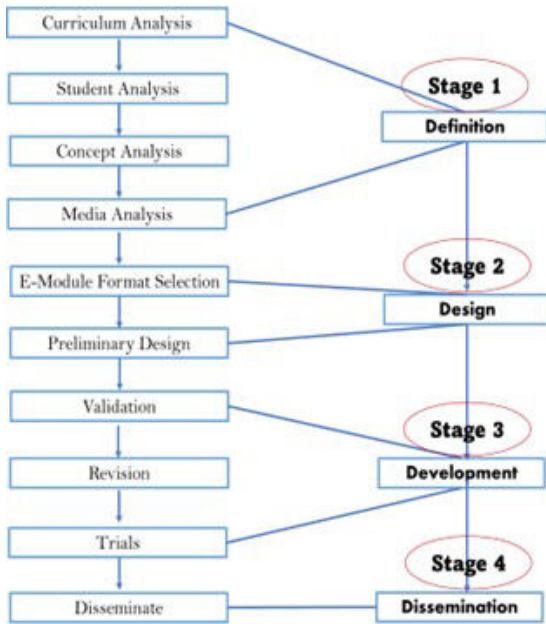 Curriculum Analysis
Student Analysis
Concept Analysis
Media Analysis
E-Module Format Selection
Preliminary Design
Validation
Revision
Trials
Disseminate
Stage 1
Definition
Stage 2
Design
Stage 3
Development
Stage 4
Dissemination